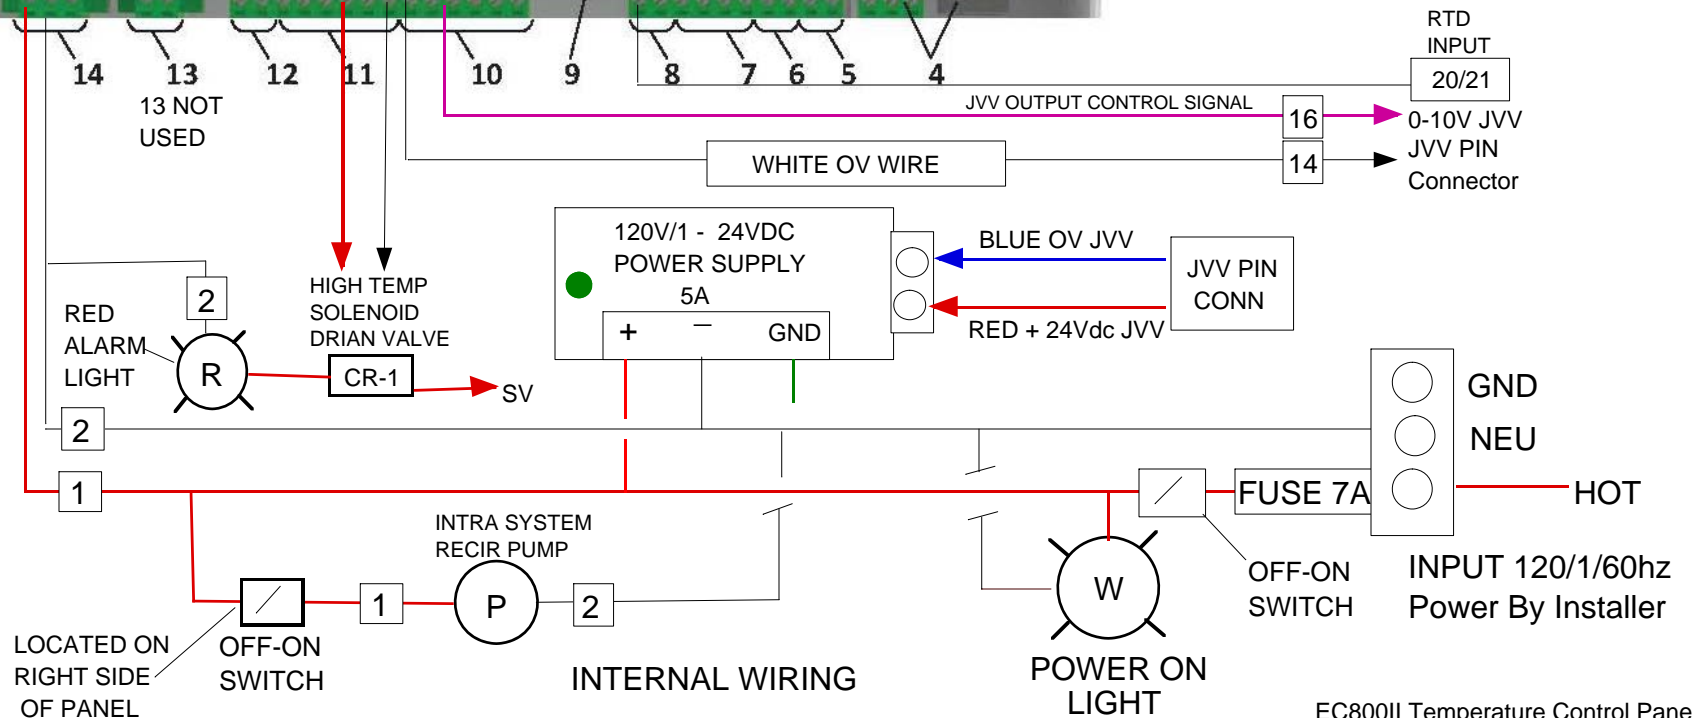 14
13
12
11
10
9
8
7
6
5
4
13 NOT
USED
RTD
INPUT
20/21
JVV OUTPUT CONTROL SIGNAL
16
0-10V JVV
WHITE OV WIRE
14
JVV PIN
Connector
120V/1 - 24VDC
POWER SUPPLY
5A
+
—
GND
BLUE OV JVV
RED + 24Vdc JVV
JVV PIN
CONN
2
RED
ALARM
LIGHT
R
HIGH TEMP
SOLENOID
DRIAN VALVE
CR-1
SV
2
1
GND
NEU
HOT
FUSE 7A
INTRA SYSTEM
RECIR PUMP
1
P
2
W
OFF-ON
SWITCH
INPUT 120/1/60hz
Power By Installer
LOCATED ON
RIGHT SIDE
OF PANEL
OFF-ON
SWITCH
INTERNAL WIRING
POWER ON
LIGHT
EC800II Temperature Control Pane